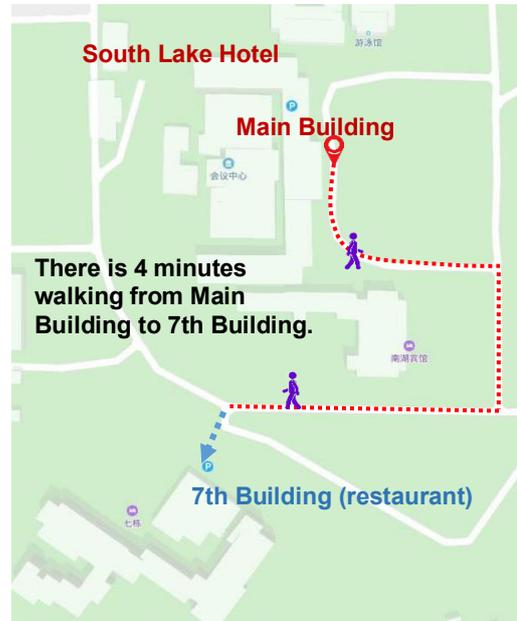 游泳馆
South Lake Hotel
P
Main Building
会议中心
There is 4 minutes
walking from Main
Building to 7th Building.
南湖宾馆
P
7th Building (restaurant)
七栋